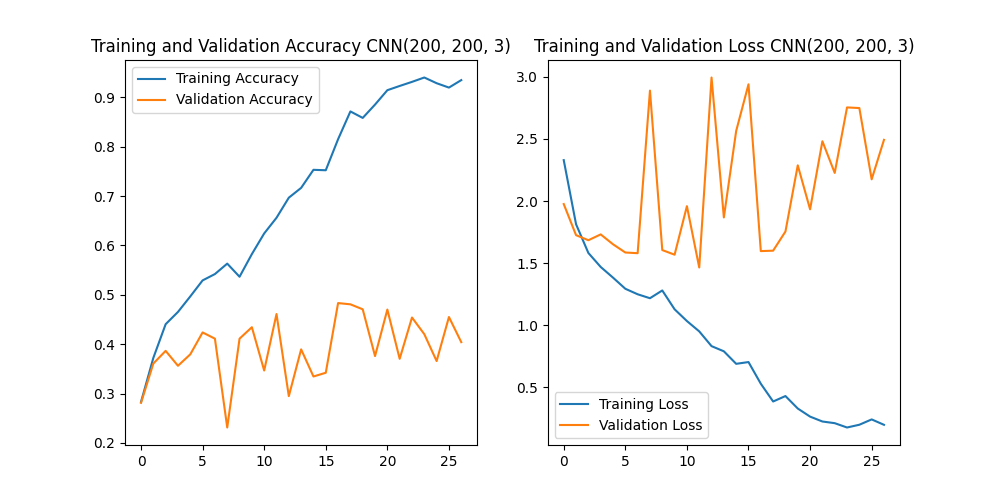 Training and Validation Accuracy CNN(200, 200, 3)
Training Accuracy
Validation Accuracy
0.9
0.8
0.7
0.6
0.5
0.4
0.3
0.2
0 5 10 15 20 25
Training and Validation Loss CNN(200, 200, 3)
3.0
2.5
2.0
1.5
1.0
0.5
Training Loss
Validation Loss
0 5 10 15 20 25